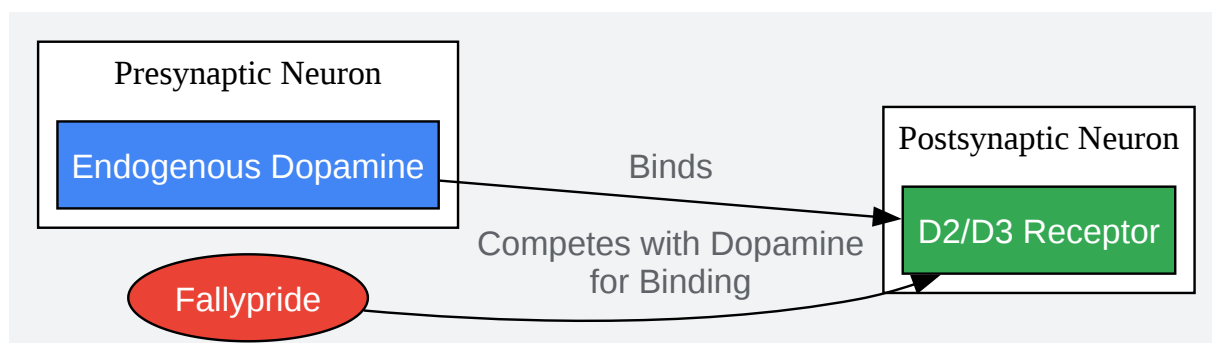 Presynaptic Neuron
Endogenous Dopamine
Binds
Postsynaptic Neuron
D2/D3 Receptor
Competes with Dopamine
for Binding
Fallypride